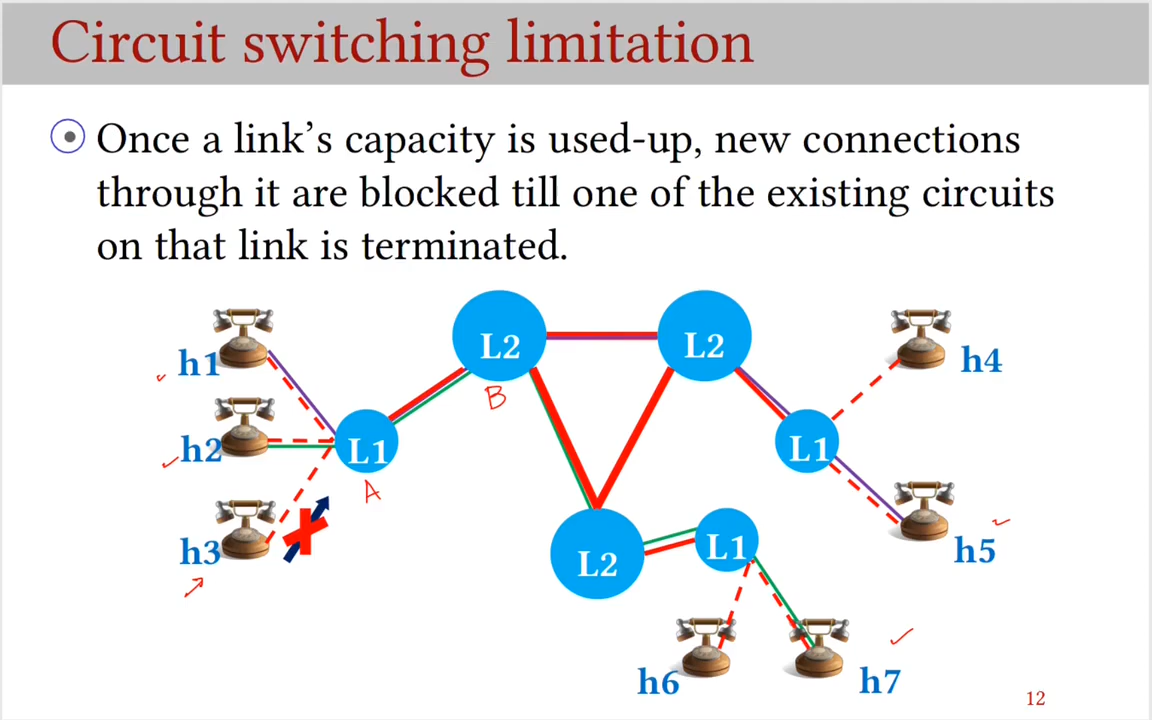 Circuit switching limitation
Once a link's capacity is used-up, new connections
through it are blocked till one of the existing circuits
on that link is terminated.
L2
L2
h1
h4
B
h2
L1
L1
A
h3
h5
L2
L1
h6
h7
12